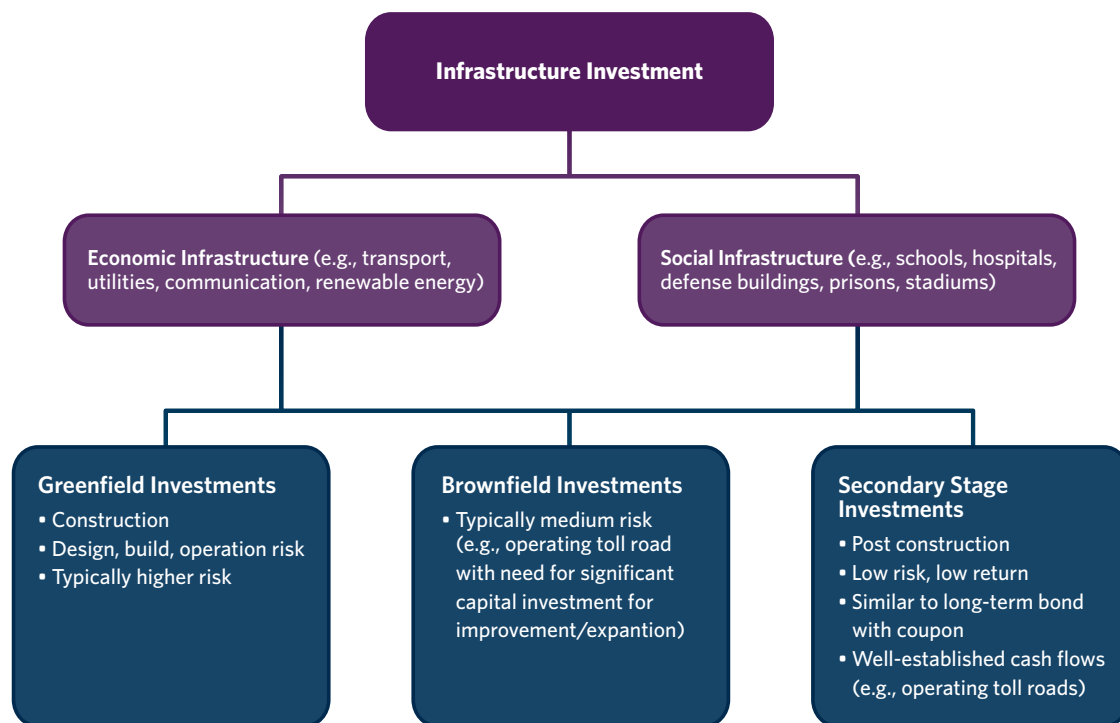 Infrastructure Investment
Economic Infrastructure (e.g., transport,
utilities, communication, renewable energy)
Social Infrastructure (e.g., schools, hospitals,
defense buildings, prisons, stadiums)
Greenfield Investments
• Construction
• Design, build, operation risk
• Typically higher risk
Brownfield Investments
• Typically medium risk
(e.g., operating toll road
with need for significant
capital investment for
improvement/expantion)
Secondary Stage
Investments
• Post construction
• Low risk, low return
• Similar to long-term bond
with coupon
• Well-established cash flows
(e.g., operating toll roads)